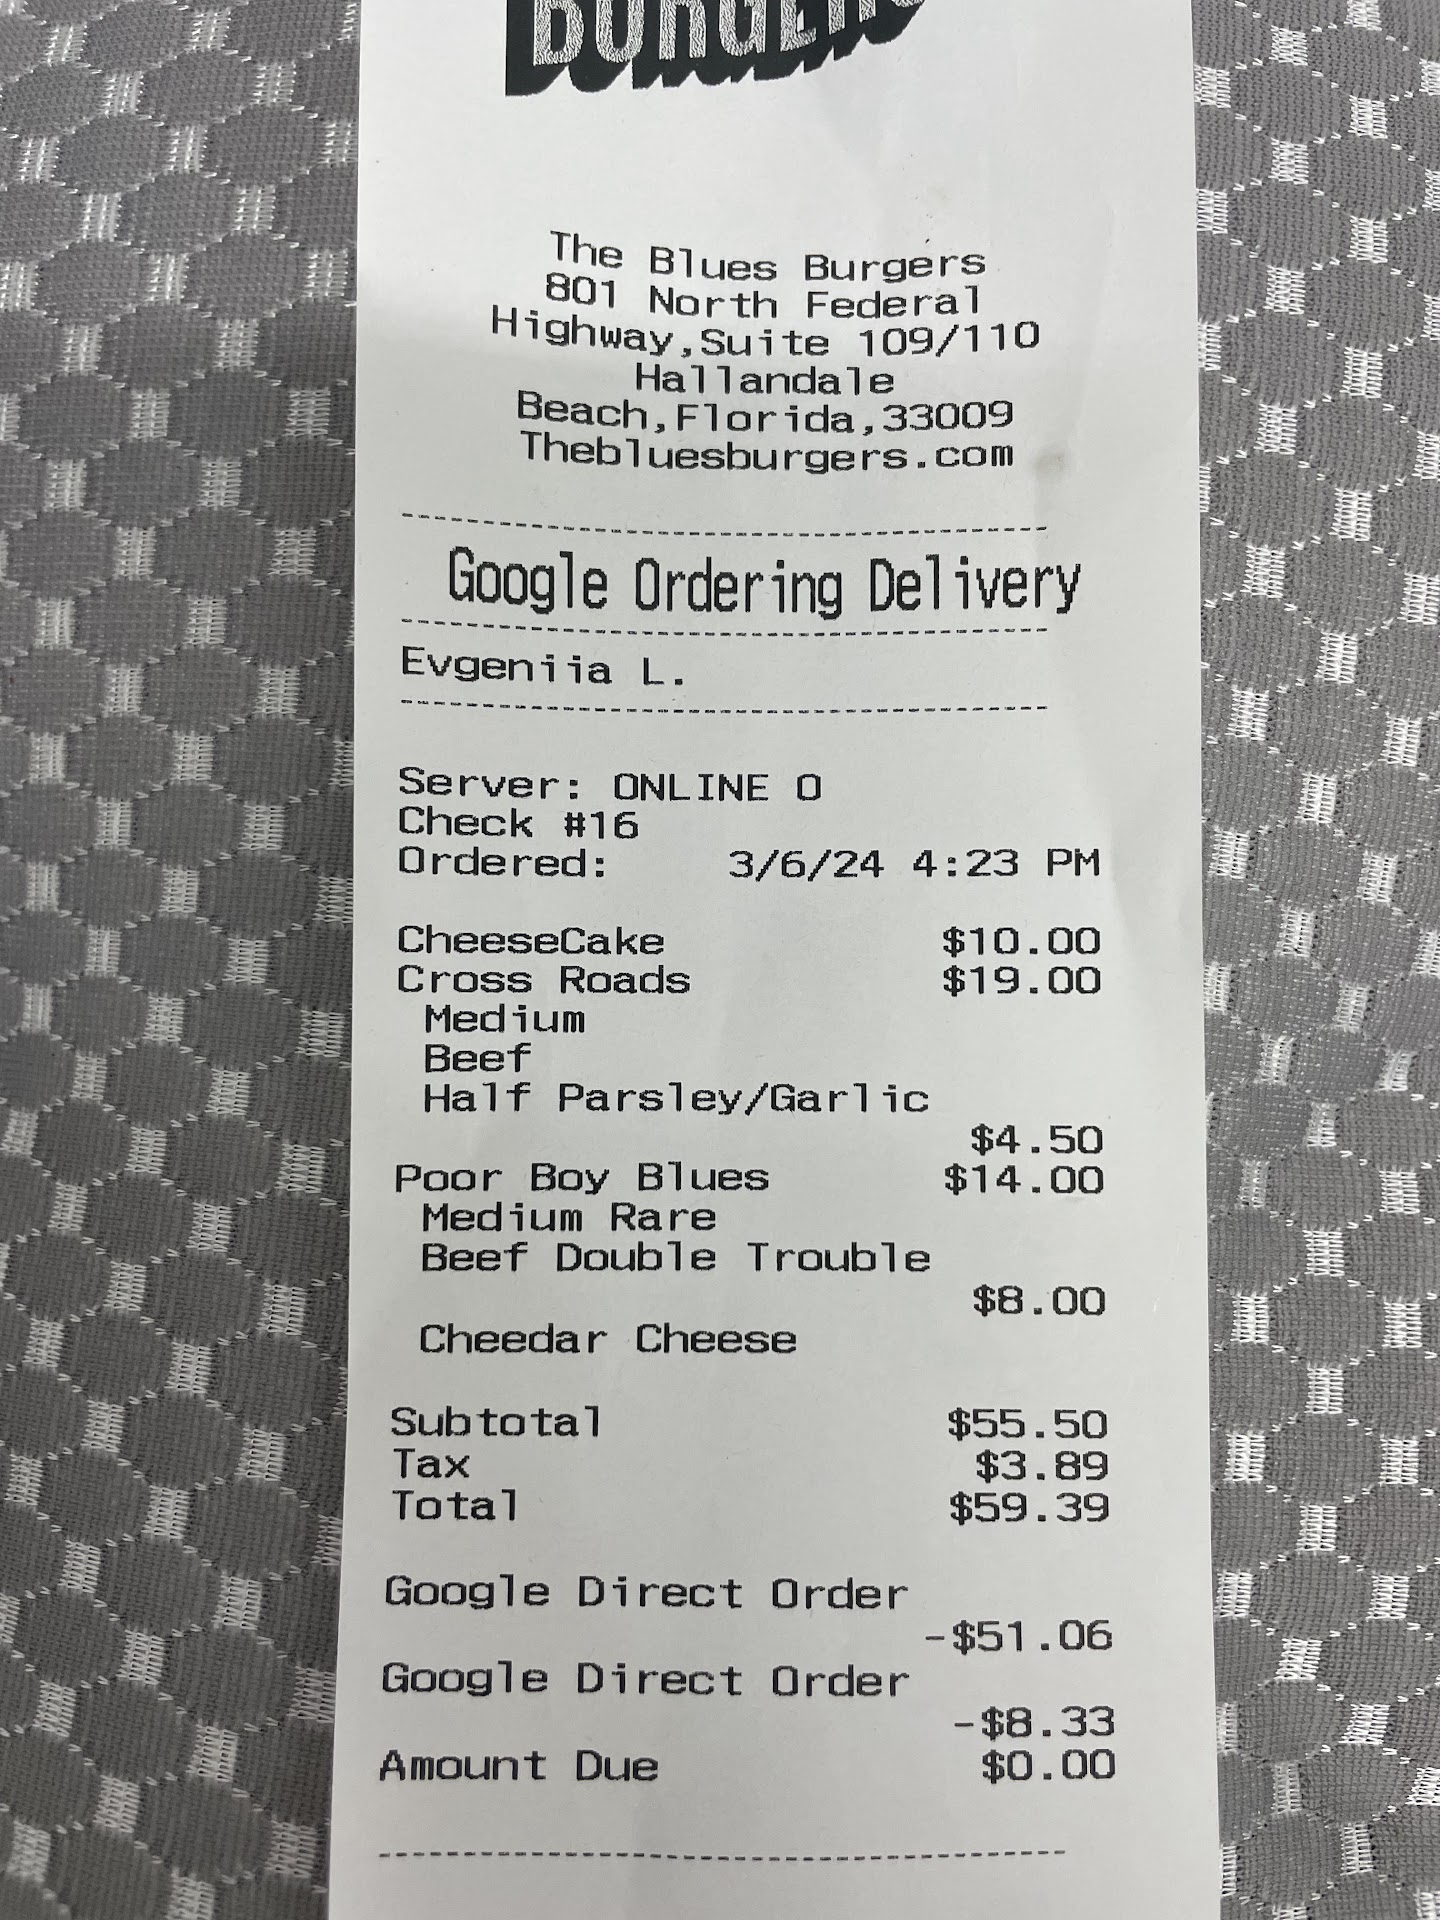 BURGERS
The Blues Burgers
801 North Federal
Highway,Suite 109/110
Hallandale
Beach,Florida,33009
Thebluesburgers.com
Google Ordering Delivery
Evgeniia L.
Server: ONLINE O
Check #16
Ordered: 3/6/24 4:23 PM
CheeseCake $10.00
Cross Roads $19.00
Medium
Beef
Half Parsley/Garlic
$4.50
Poor Boy Blues $14.00
Medium Rare
Beef Double Trouble
$8.00
Cheedar Cheese
Subtotal $55.50
Tax $3.89
Total $59.39
Google Direct Order
-$51.06
Google Direct Order
-$8.33
Amount Due $0.00